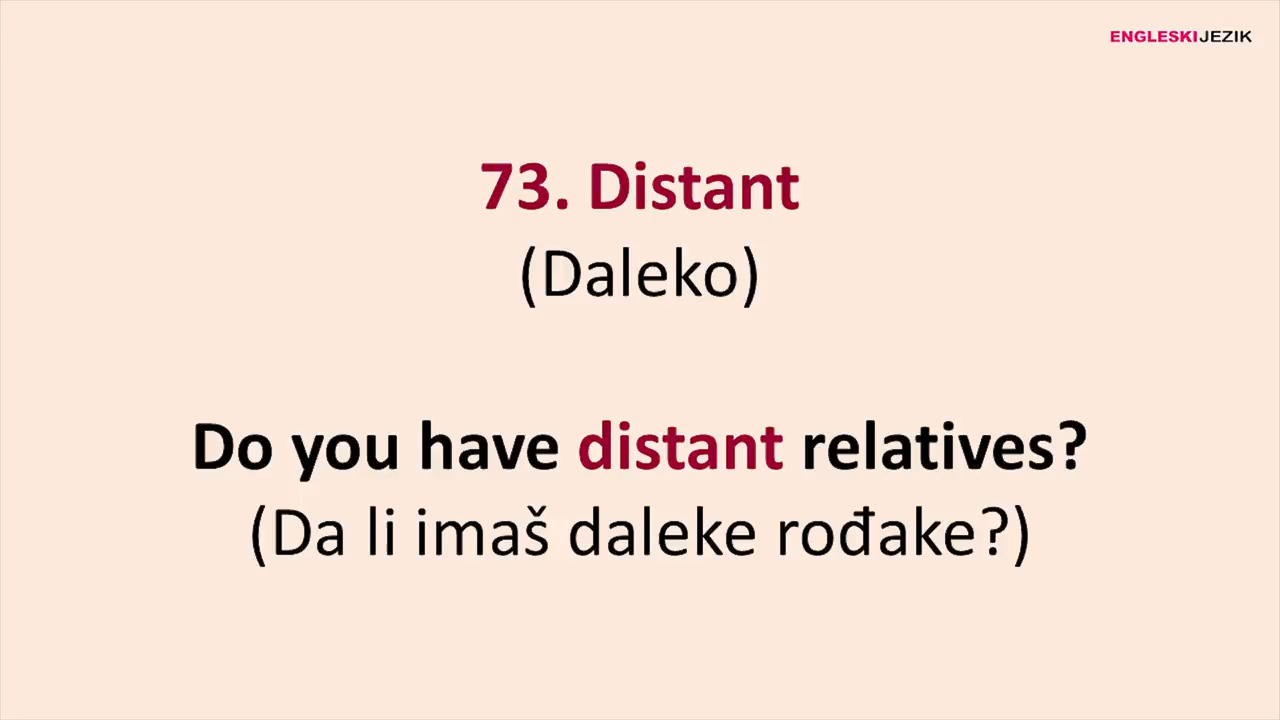 ENGLESKIJEZIK
73. Distant
(Daleko)
Do you have distant relatives?
(Da li imaš daleke rođake?)